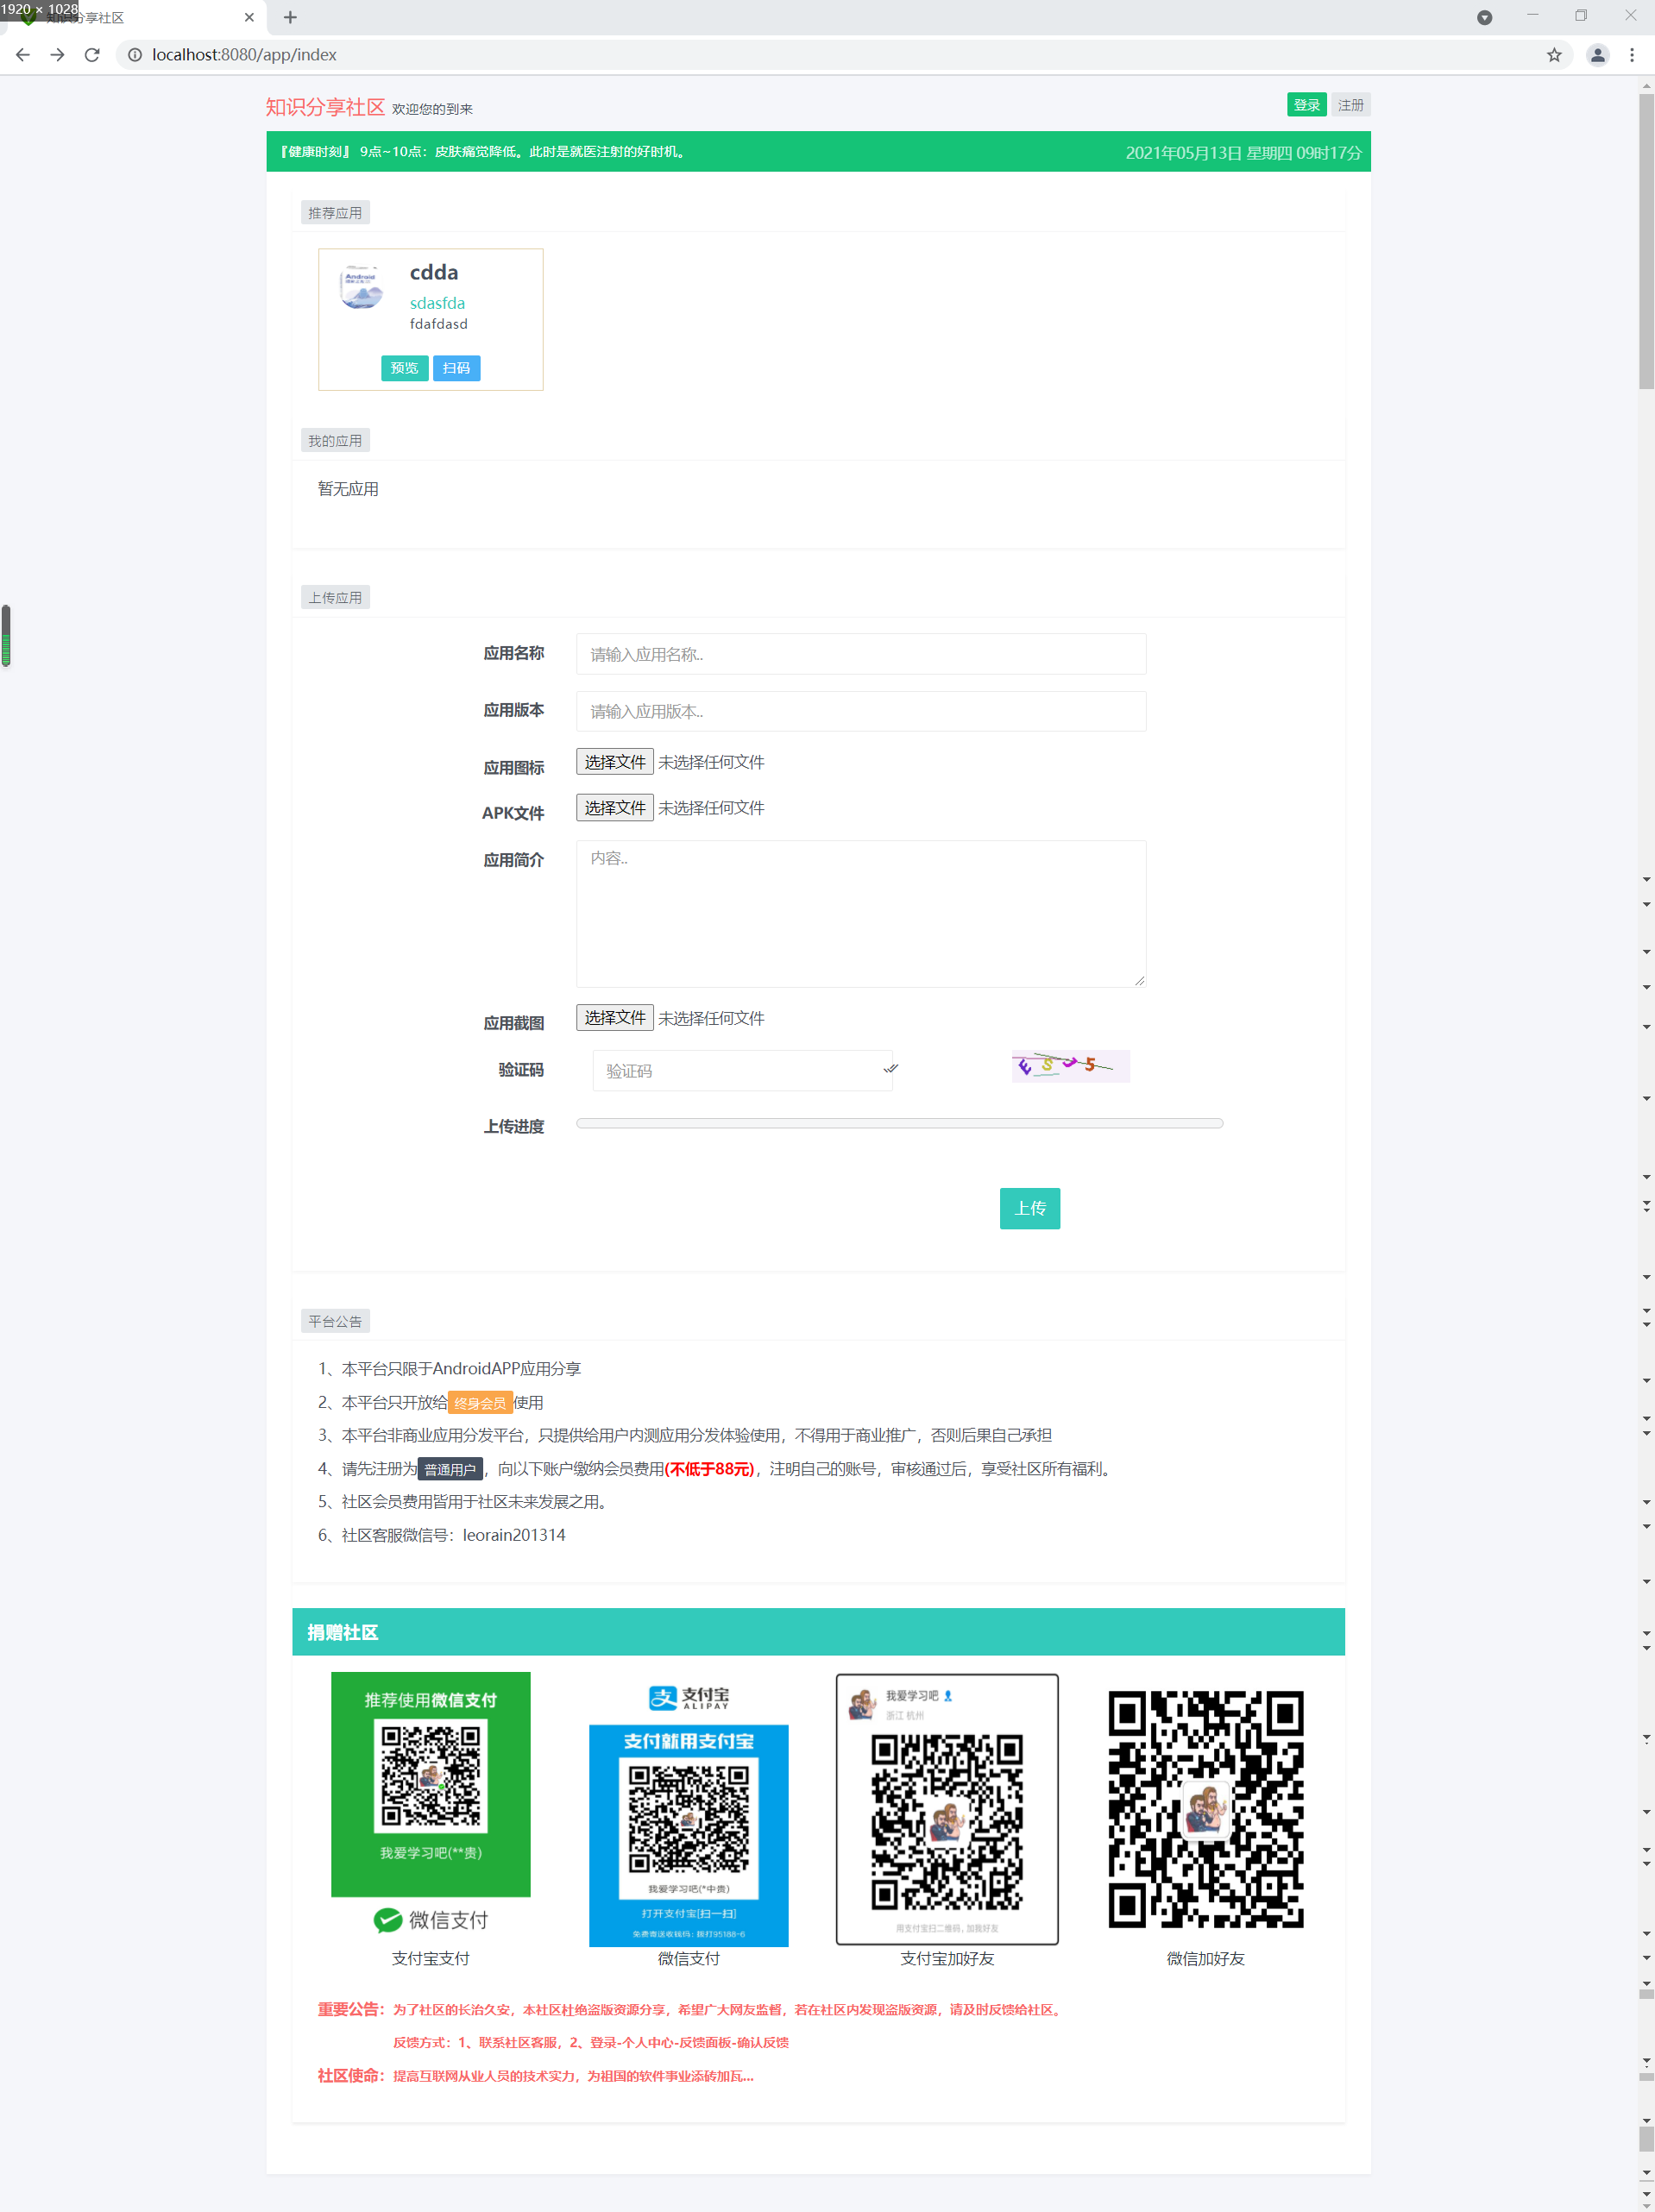 1920 × 1028
知识分享社区
localhost:8080/app/index
知识分享社区 欢迎您的到来
登录 注册
『健康时刻』 9点~10点：皮肤痛觉降低。此时是就医注射的好时机。
2021年05月13日 星期四 09时17分
推荐应用
Android
cdda
sdasfda
fdafdasd
预览 扫码
我的应用
暂无应用
上传应用
应用名称 请输入应用名称..
应用版本 请输入应用版本..
应用图标 选择文件 未选择任何文件
APK文件 选择文件 未选择任何文件
应用简介 内容..
应用截图 选择文件 未选择任何文件
验证码 验证码
上传进度
上传
平台公告
1、本平台只限于AndroidAPP应用分享
2、本平台只开放给终身会员使用
3、本平台非商业应用分发平台，只提供给用户内测应用分发体验使用，不得用于商业推广，否则后果自己承担
4、请先注册为普通用户，向以下账户缴纳会员费用(不低于88元)，注明自己的账号，审核通过后，享受社区所有福利。
5、社区会员费用皆用于社区未来发展之用。
6、社区客服微信号：leorain201314
捐赠社区
推荐使用微信支付
我爱学习吧(**贵)
微信支付
支付宝支付
支付宝
ALIPAY
支付就用支付宝
我爱学习吧(*中贵)
打开支付宝[扫一扫]
免费寄送收钱码：拨打95188-6
微信支付
我爱学习吧
浙江 杭州
用支付宝扫二维码，加我好友
支付宝加好友
微信加好友
重要公告：为了社区的长治久安，本社区杜绝盗版资源分享，希望广大网友监督，若在社区内发现盗版资源，请及时反馈给社区。
反馈方式：1、联系社区客服，2、登录-个人中心-反馈面板-确认反馈
社区使命：提高互联网从业人员的技术实力，为祖国的软件事业添砖加瓦...